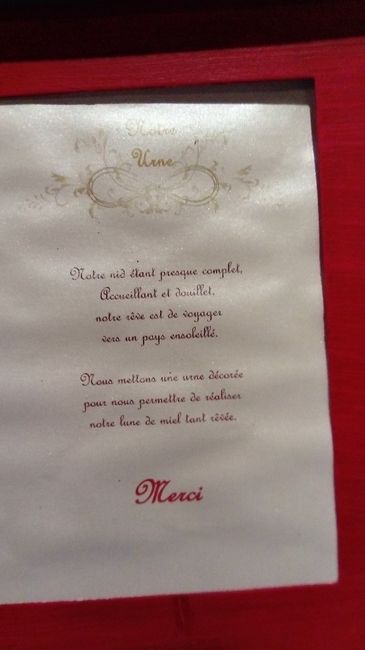 Notre
Urne
Notre nid étant presque complet,
Accueillant et douillet,
notre rêve est de voyager
vers un pays ensoleillé.
Nous mettons une urne décorée
pour nous permettre de réaliser
notre lune de miel tant rêvée.
Merci